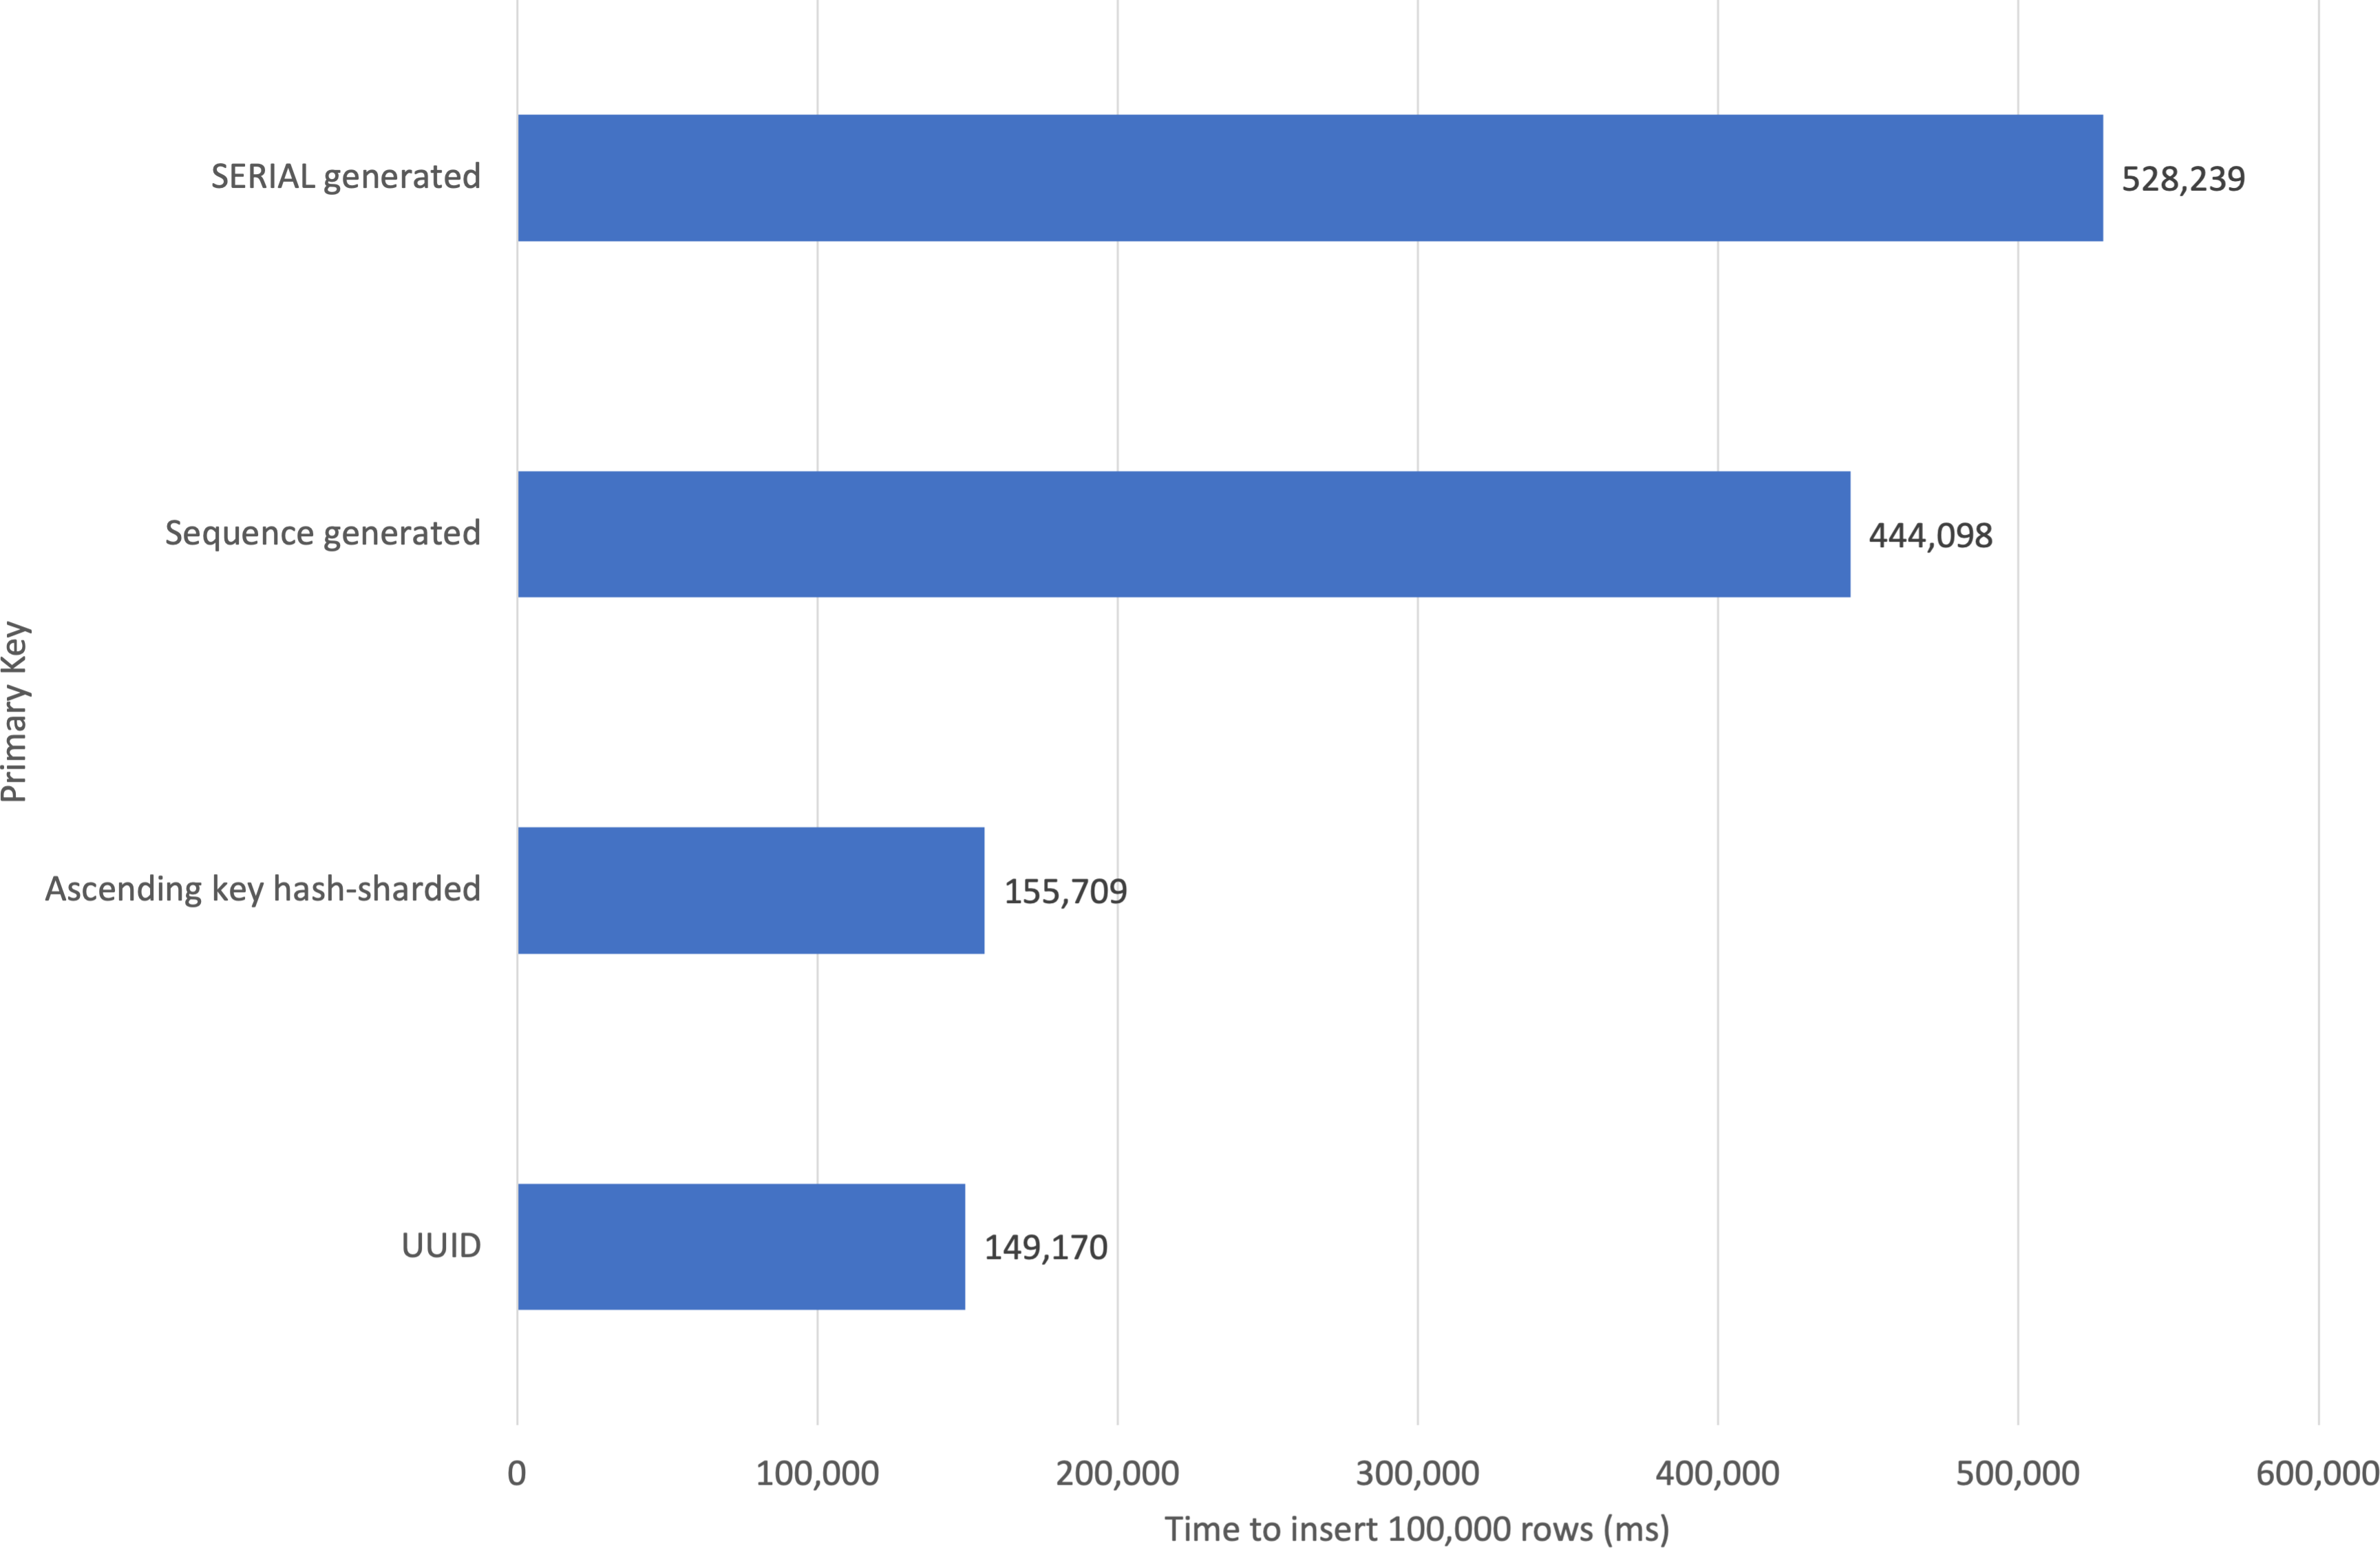 SERIAL generated
528,239
Sequence generated
444,098
Primary Key
Ascending key hash-sharded
155,709
UUID
149,170
0 100,000 200,000 300,000 400,000 500,000 600,000
Time to insert 100,000 rows (ms)